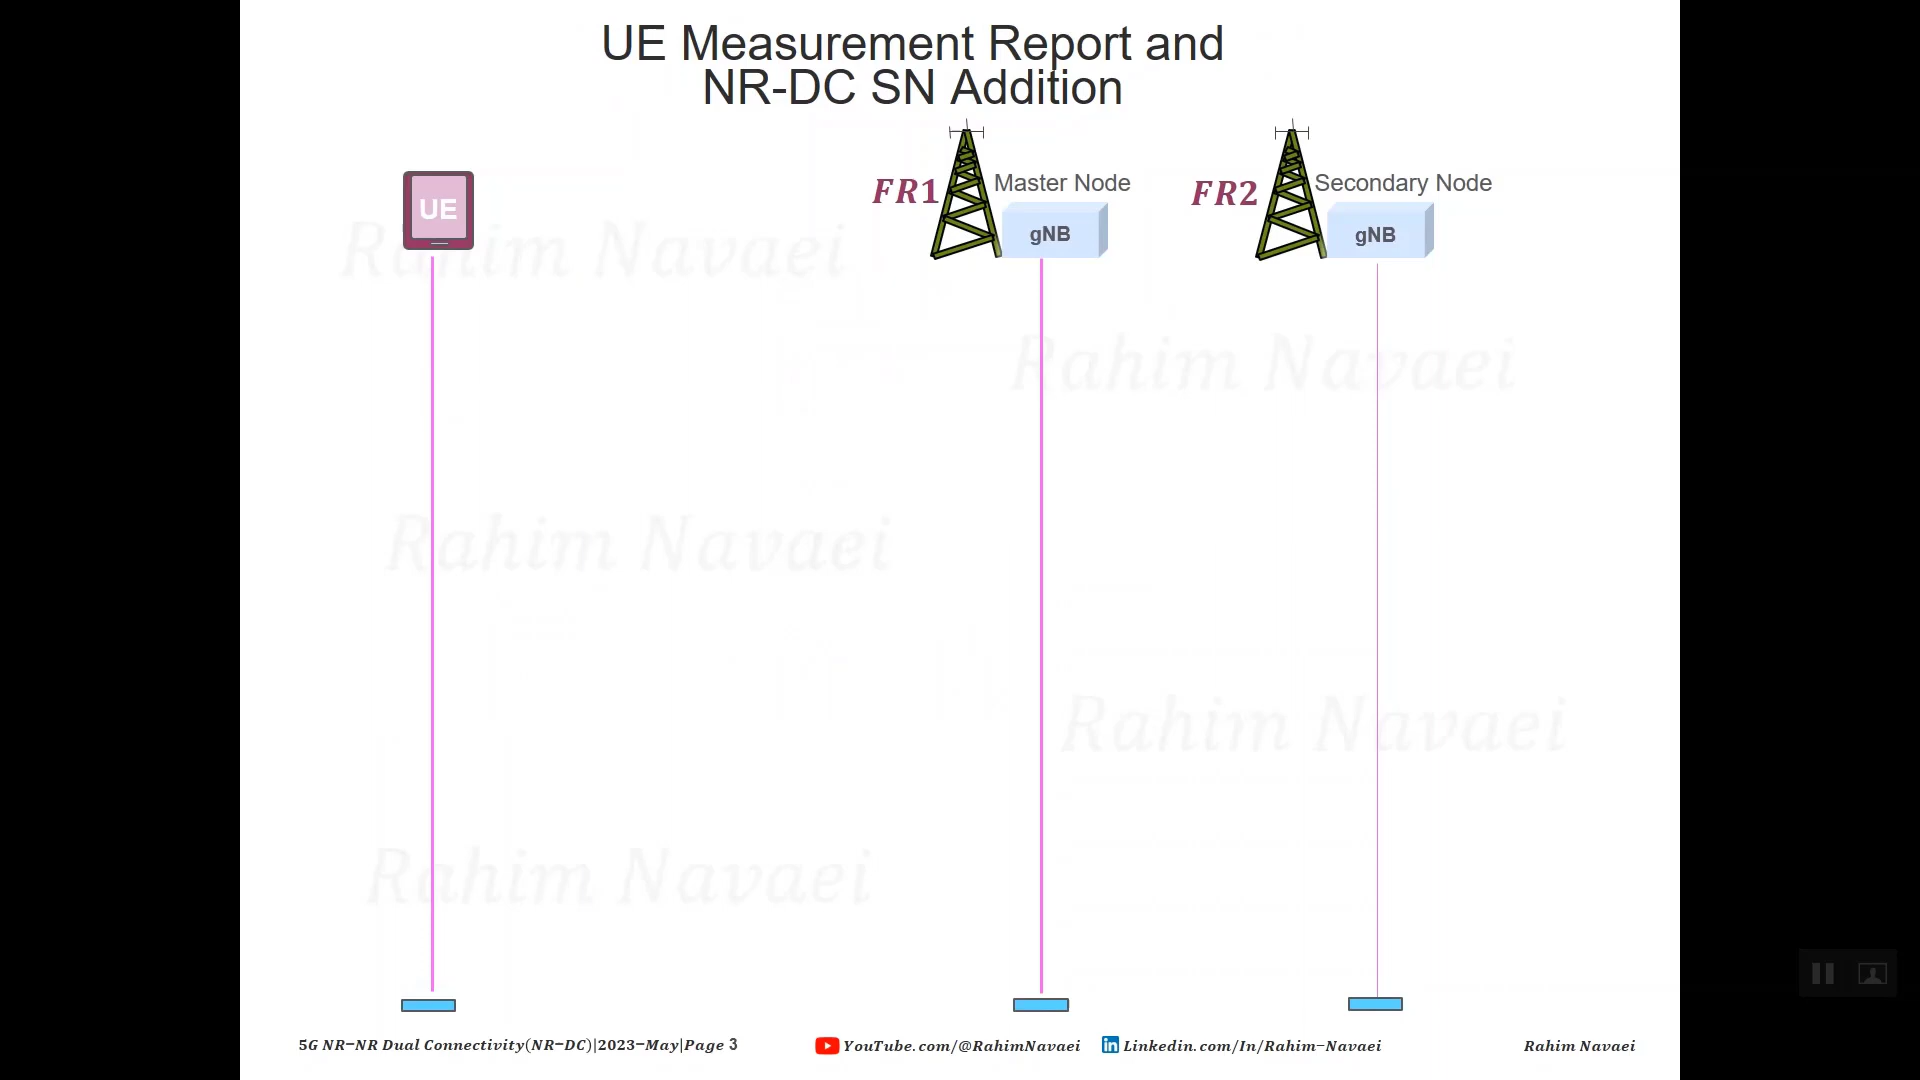 UE Measurement Report and
NR-DC SN Addition
UE
FR1
Master Node
gNB
FR2
Secondary Node
gNB
Rahim Navaei
Rahim Navaei
Rahim Navaei
Rahim Navaei
Rahim Navaei
5G NR−NR Dual Connectivity(NR−DC)|2023−May|Page 3
YouTube.com/@RahimNavaei
in Linkedin.com/In/Rahim−Navaei
Rahim Navaei